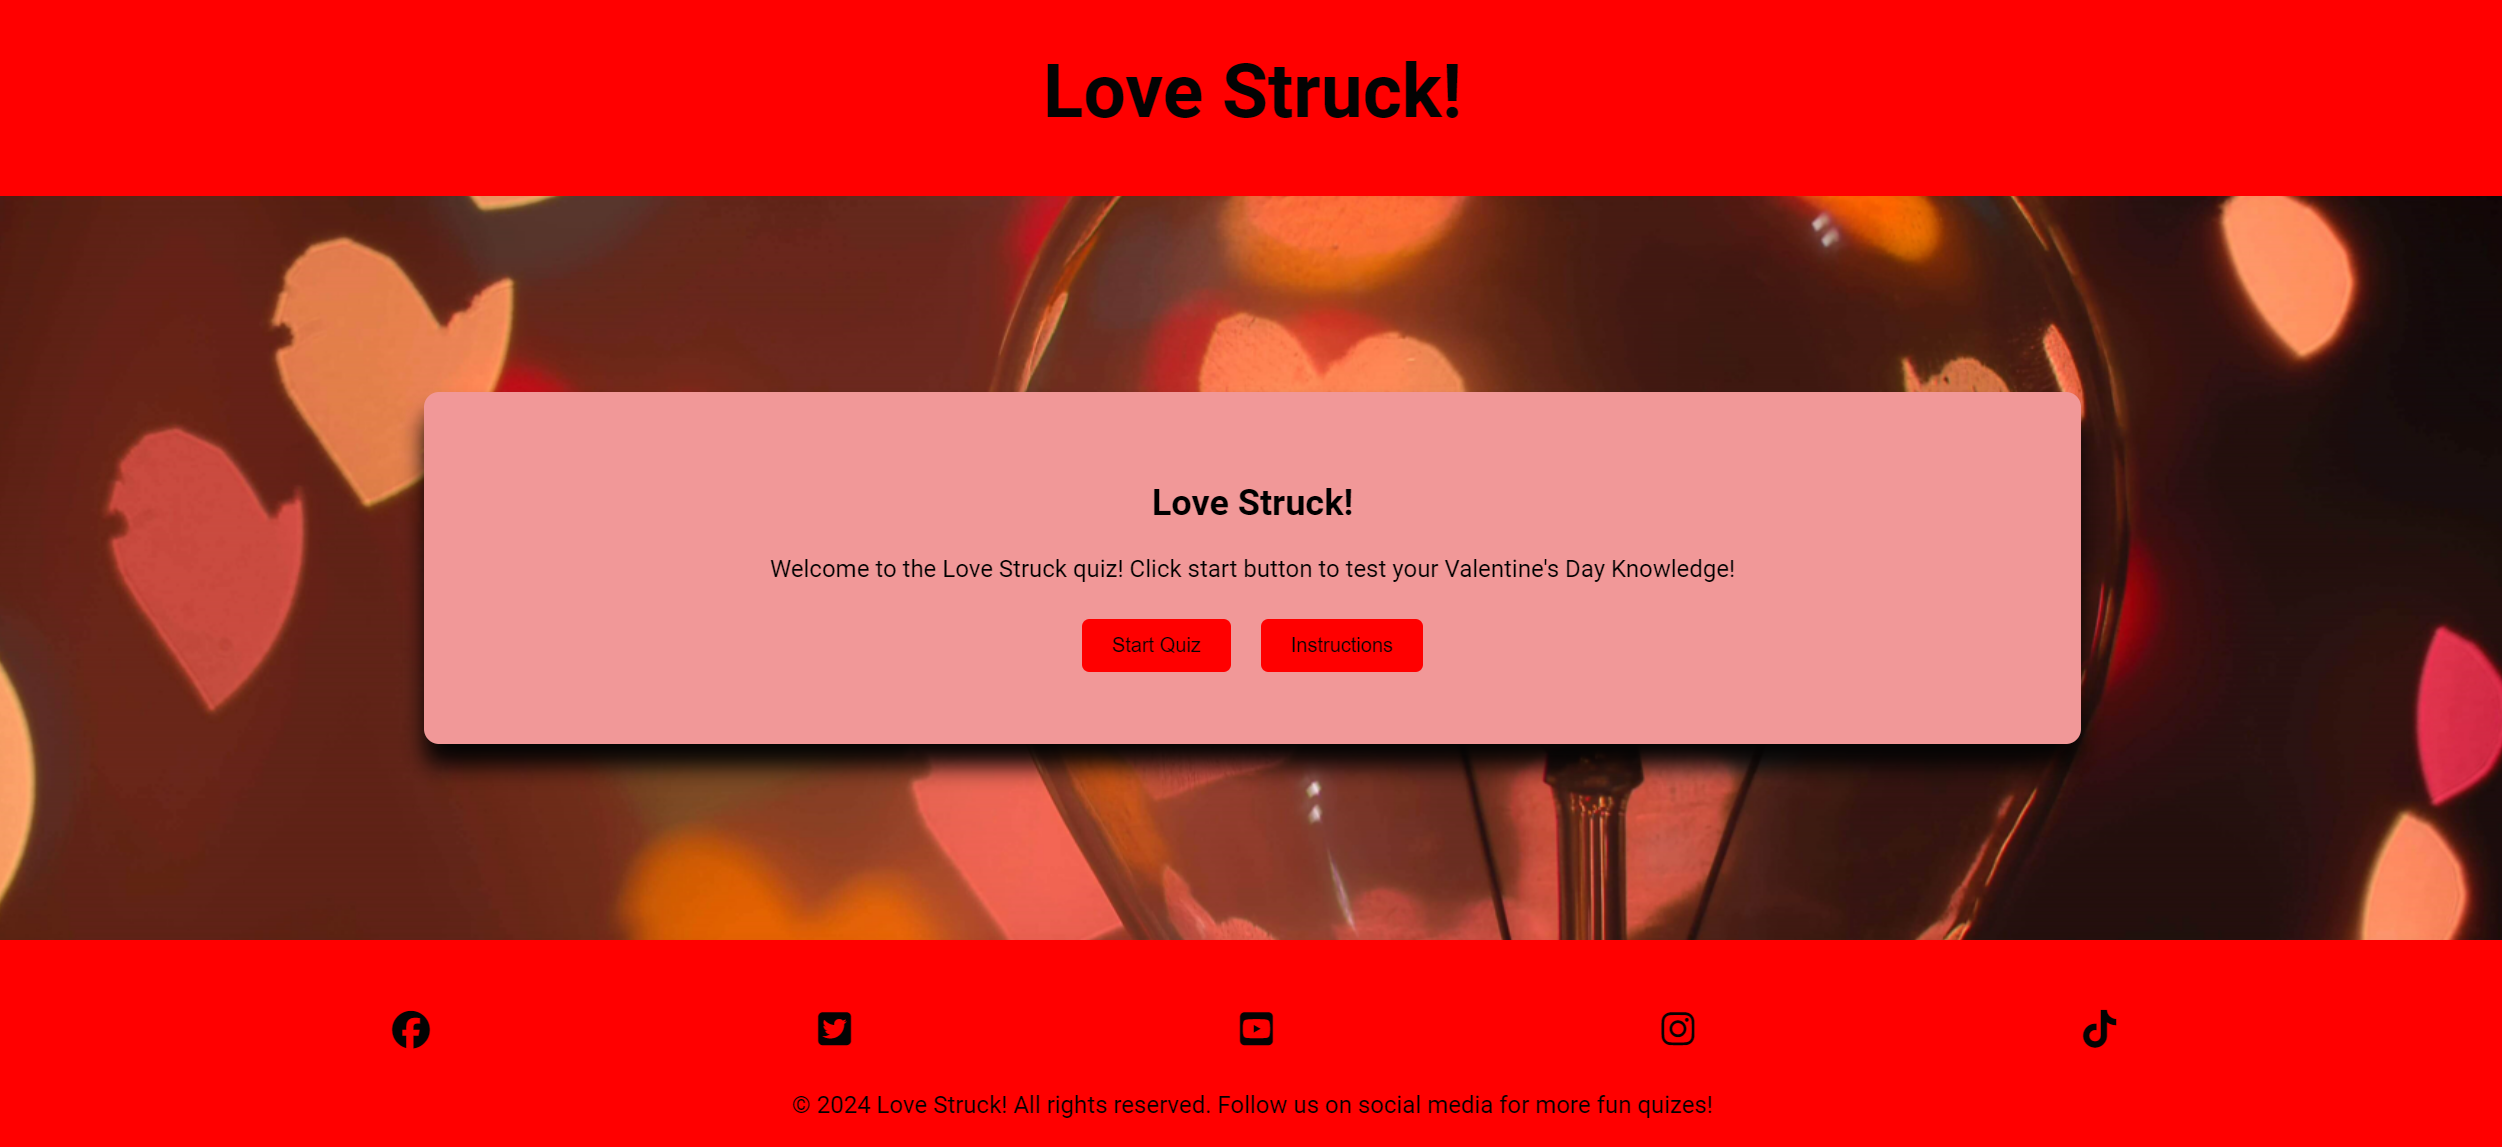 Love Struck!
Love Struck!
Welcome to the Love Struck quiz! Click start button to test your Valentine's Day Knowledge!
Start Quiz
Instructions
© 2024 Love Struck! All rights reserved. Follow us on social media for more fun quizes!